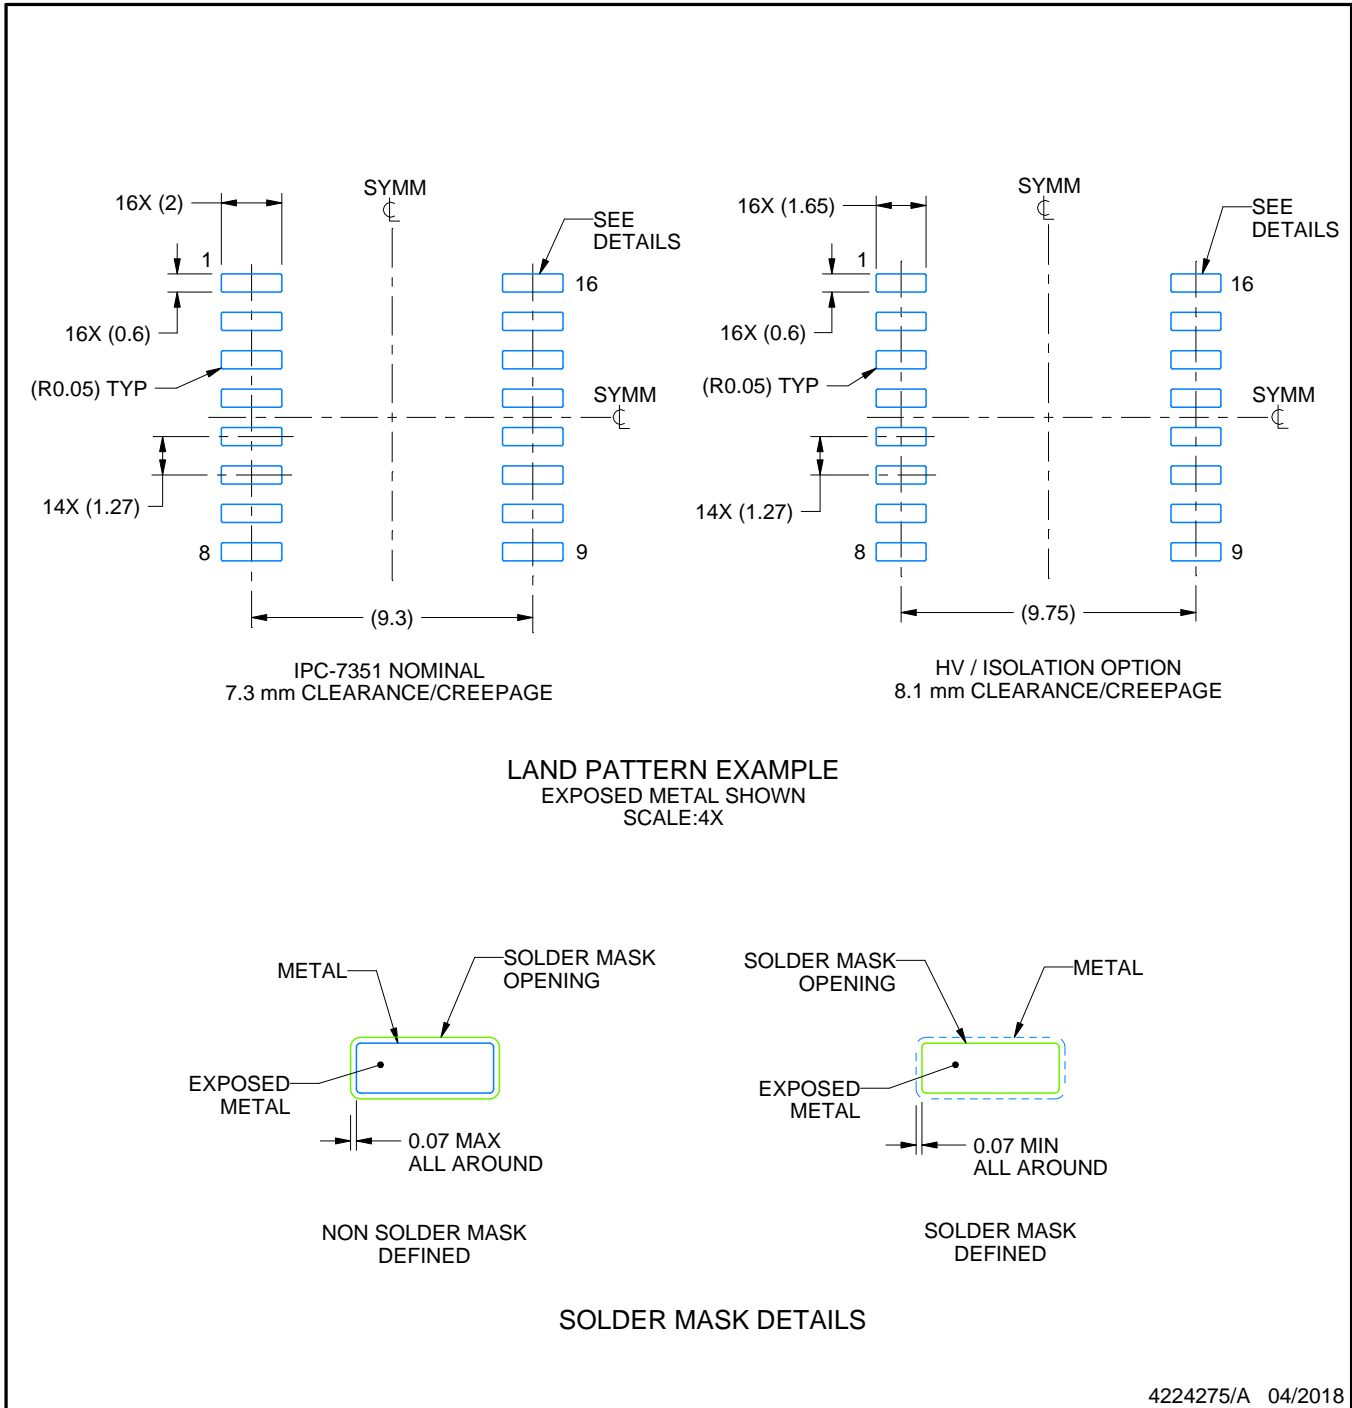 16X (2)
SYMM
SEE
DETAILS
1
16
16X (0.6)
(R0.05) TYP
SYMM
14X (1.27)
8
9
(9.3)
IPC-7351 NOMINAL
7.3 mm CLEARANCE/CREEPAGE
16X (1.65)
SYMM
SEE
DETAILS
1
16
16X (0.6)
(R0.05) TYP
SYMM
14X (1.27)
8
9
(9.75)
HV / ISOLATION OPTION
8.1 mm CLEARANCE/CREEPAGE
LAND PATTERN EXAMPLE
EXPOSED METAL SHOWN
SCALE:4X
METAL
SOLDER MASK
OPENING
EXPOSED
METAL
0.07 MAX
ALL AROUND
NON SOLDER MASK
DEFINED
SOLDER MASK
OPENING
METAL
EXPOSED
METAL
0.07 MIN
ALL AROUND
SOLDER MASK
DEFINED
SOLDER MASK DETAILS
4224275/A 04/2018